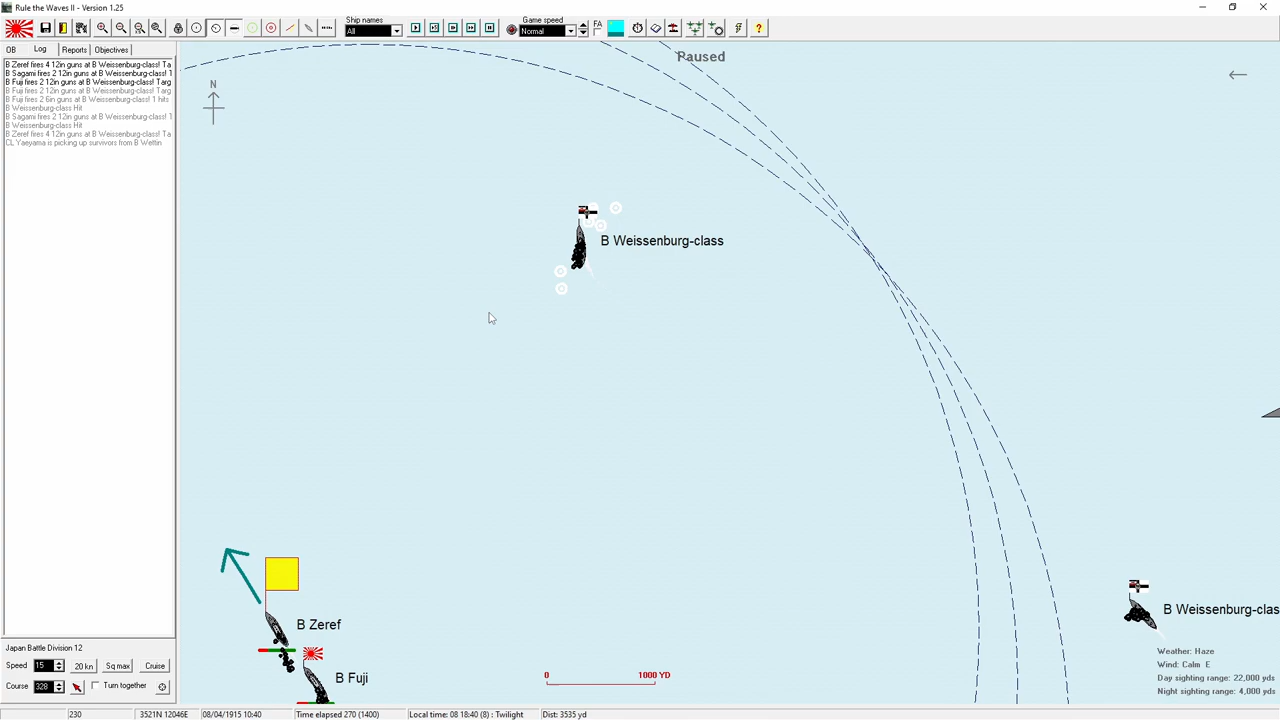 Rule the Waves II - Version 1.25
Ship names
All
Game speed
Normal
FA
OB Log Reports Objectives
B Zeref fires 4 12in guns at B Weissenburg-class! Ta
B Sagami fires 2 12in guns at B Weissenburg-class! 1
B Fuji fires 2 12in guns at B Weissenburg-class! Targ
B Fuji fires 2 12in guns at B Weissenburg-class! Targ
B Fuji fires 2 6in guns at B Weissenburg-class! 1 hits
B Weissenburg-class Hit
B Sagami fires 2 12in guns at B Weissenburg-class! 1
B Weissenburg-class Hit
B Zeref fires 4 12in guns at B Weissenburg-class! Ta
CL Yaeyama is picking up survivors from B Wettin
Paused
N
B Weissenburg-class
B Zeref
B Fuji
B Weissenburg-clas
0 1000 YD
Weather: Haze
Wind: Calm E
Day sighting range: 22,000 yds
Night sighting range: 4,000 yds
Japan Battle Division 12
Speed 15 20 kn Sq max Cruise
Course 328 Turn together
230 3521N 12046E 08/04/1915 10:40 Time elapsed 270 (1400) Local time: 08 18:40 (8) : Twilight Dist: 3535 yd